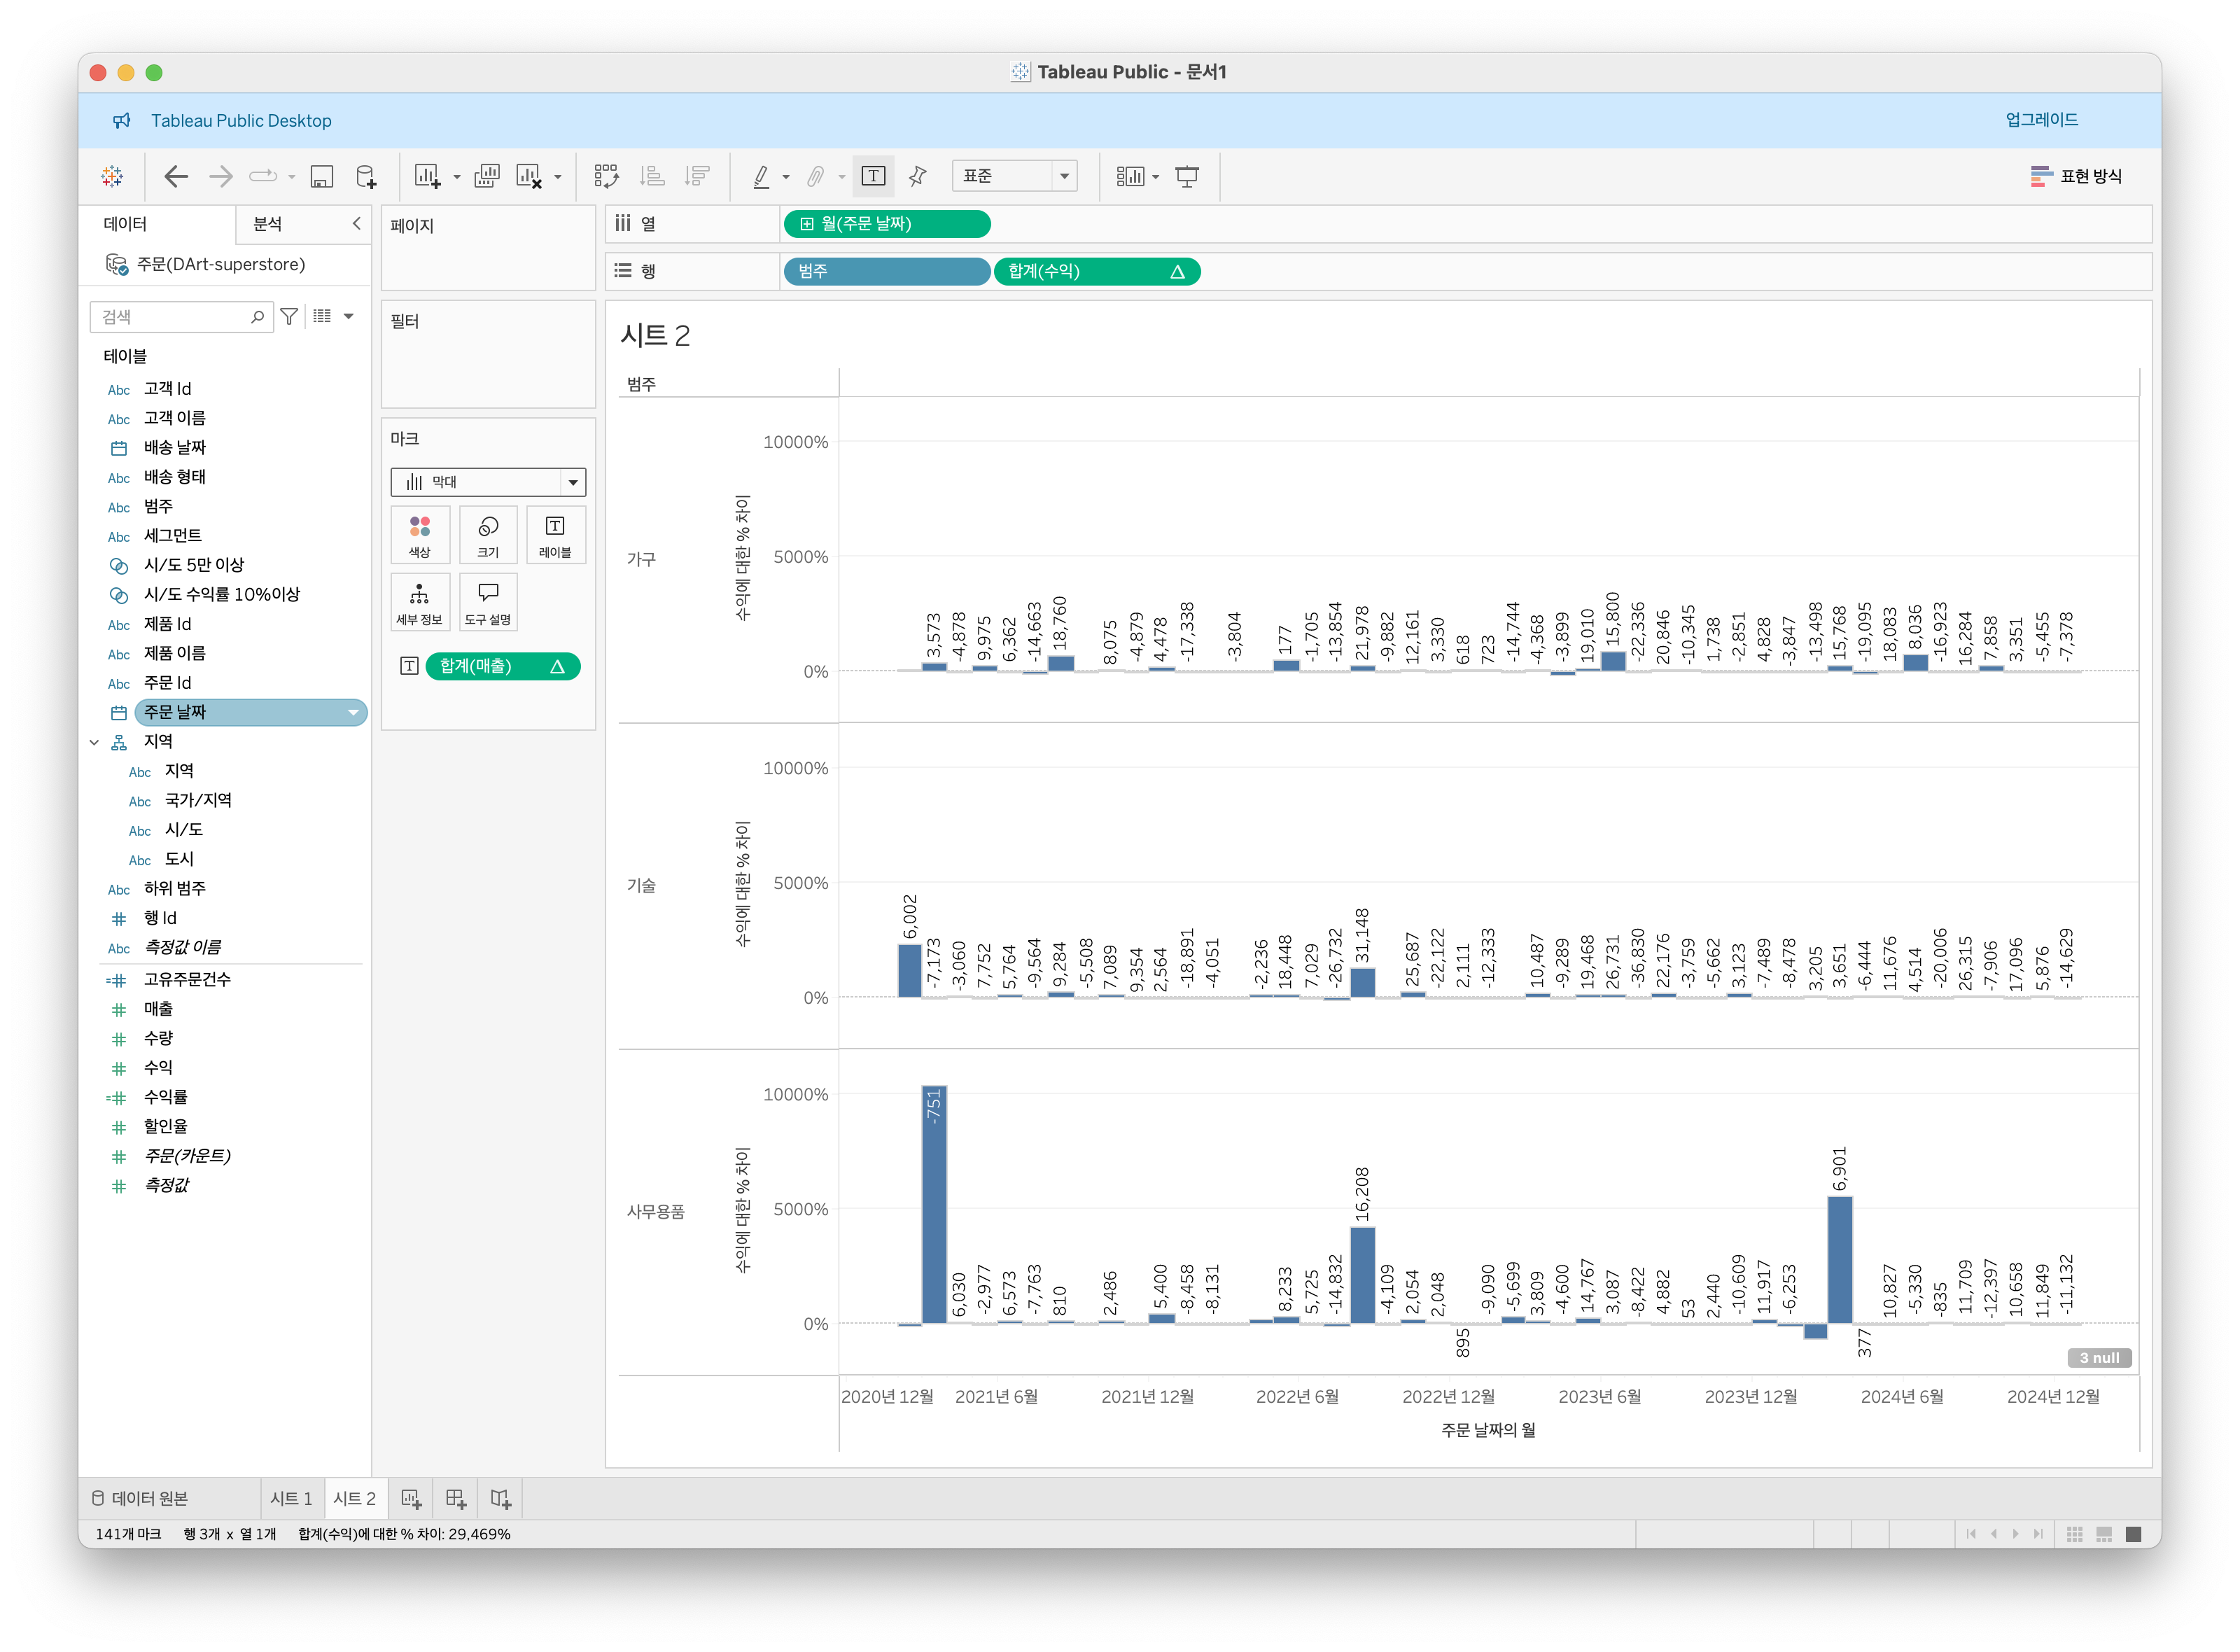 Tableau Public - 문서1
Tableau Public Desktop
업그레이드
표준
표현 방식
데이터
분석
주문(DArt-superstore)
검색
테이블
Abc 고객 Id
Abc 고객 이름
배송 날짜
Abc 배송 형태
Abc 범주
Abc 세그먼트
시/도 5만 이상
시/도 수익률 10%이상
Abc 제품 Id
Abc 제품 이름
Abc 주문 Id
주문 날짜
지역
Abc 지역
Abc 국가/지역
Abc 시/도
Abc 도시
Abc 하위 범주
행 Id
Abc 측정값 이름
고유주문건수
매출
수량
수익
수익률
할인율
주문(카운트)
측정값
페이지
필터
마크
막대
색상
크기
레이블
세부 정보
도구 설명
합계(매출)
열
월(주문 날짜)
행
범주
합계(수익)
시트 2
범주
가구
수익에 대한 % 차이
10000%
5000%
0%
3,573
-4,878
9,975
6,362
-14,663
18,760
8,075
-4,879
4,478
-17,338
-3,804
177
-1,705
-13,854
21,978
-9,882
12,161
3,330
618
723
-14,744
-4,368
-3,899
19,010
15,800
-22,336
20,846
-10,345
1,738
-2,851
4,828
-3,847
-13,498
15,768
-19,095
18,083
8,036
-16,923
16,284
7,858
3,351
-5,455
-7,378
기술
수익에 대한 % 차이
10000%
5000%
0%
6,002
-7,173
-3,060
7,752
5,764
-9,564
9,284
-5,508
7,089
9,354
2,564
-18,891
-4,051
-2,236
18,448
7,029
-26,732
31,148
25,687
-22,122
2,111
-12,333
10,487
-9,289
19,468
26,731
-36,830
22,176
-3,759
-5,662
3,123
-7,489
-8,478
3,205
3,651
-6,444
11,676
4,514
-20,006
26,315
-7,906
17,096
5,876
-14,629
사무용품
수익에 대한 % 차이
10000%
5000%
0%
-751
6,030
-2,977
6,573
-7,763
810
2,486
5,400
-8,458
-8,131
8,233
5,725
-14,832
16,208
-4,109
2,054
2,048
895
-9,090
-5,699
3,809
-4,600
14,767
3,087
-8,422
4,882
53
2,440
-10,609
11,917
-6,253
6,901
377
10,827
-5,330
-835
11,709
-12,397
10,658
11,849
-11,132
3 null
2020년 12월
2021년 6월
2021년 12월
2022년 6월
2022년 12월
2023년 6월
2023년 12월
2024년 6월
2024년 12월
주문 날짜의 월
데이터 원본
시트 1
시트 2
141개 마크
행 3개 x 열 1개
합계(수익)에 대한 % 차이: 29,469%